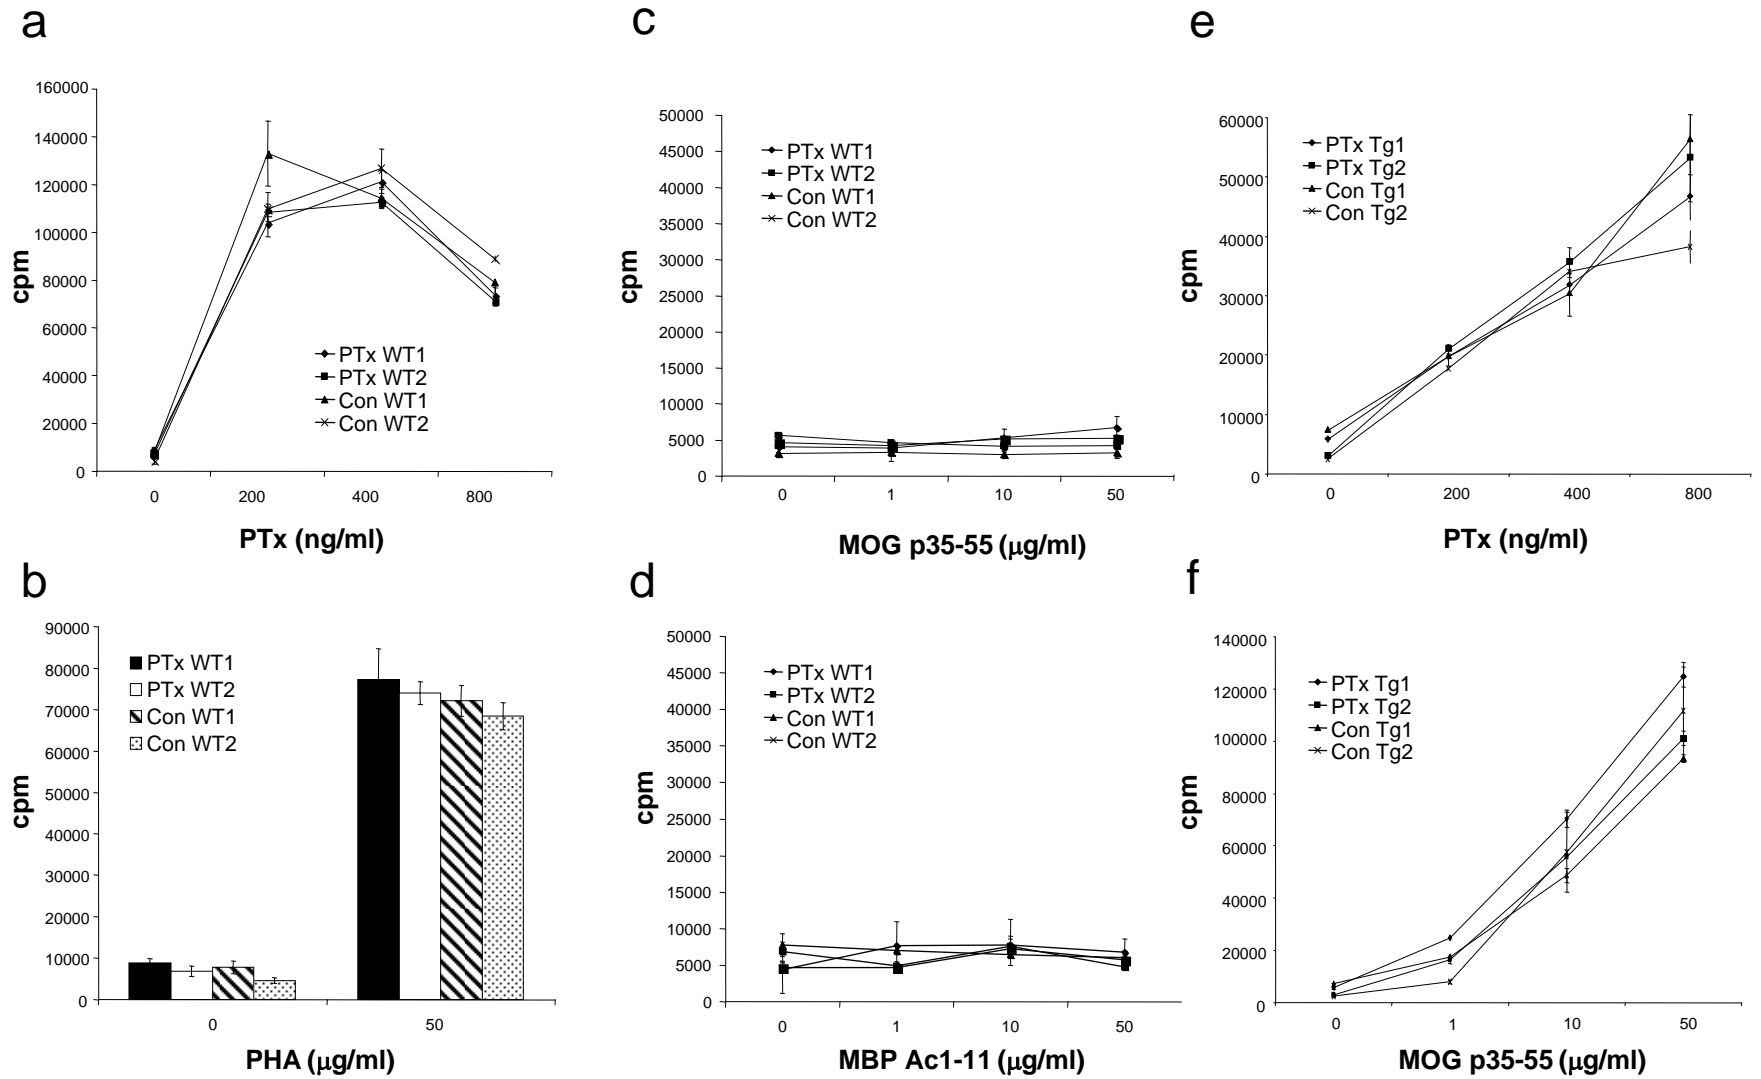 a
160000
140000
120000
100000
80000
60000
40000
20000
0
cpm
PTx WT1
PTx WT2
Con WT1
Con WT2
0 200 400 800
PTx (ng/ml)
b
90000
80000
70000
60000
50000
40000
30000
20000
10000
0
cpm
PTx WT1
PTx WT2
Con WT1
Con WT2
0 50
PHA (µg/ml)
c
50000
45000
40000
35000
30000
25000
20000
15000
10000
5000
0
cpm
PTx WT1
PTx WT2
Con WT1
Con WT2
0 1 10 50
MOG p35-55 (µg/ml)
d
50000
45000
40000
35000
30000
25000
20000
15000
10000
5000
0
cpm
PTx WT1
PTx WT2
Con WT1
Con WT2
0 1 10 50
MBP Ac1-11 (µg/ml)
e
60000
50000
40000
30000
20000
10000
0
cpm
PTx Tg1
PTx Tg2
Con Tg1
Con Tg2
0 200 400 800
PTx (ng/ml)
f
140000
120000
100000
80000
60000
40000
20000
0
cpm
PTx Tg1
PTx Tg2
Con Tg1
Con Tg2
0 1 10 50
MOG p35-55 (µg/ml)